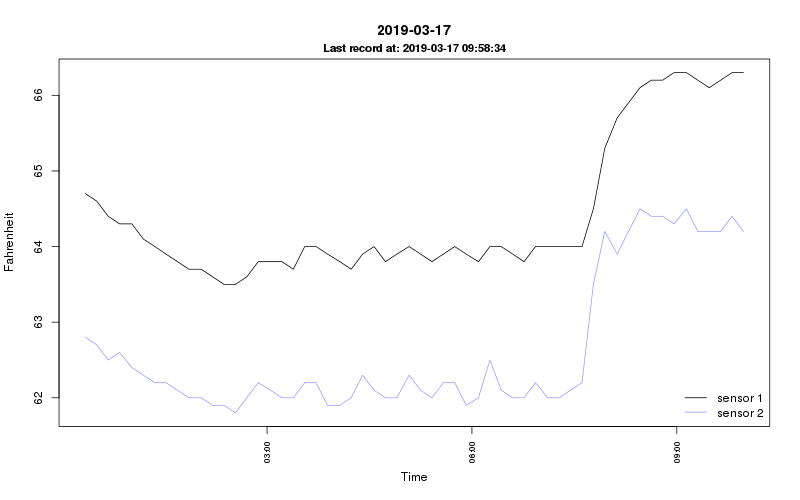 2019-03-17
Last record at: 2019-03-17 09:58:34
66
65
64
63
62
Fahrenheit
03:00
06:00
09:00
Time
sensor 1
sensor 2